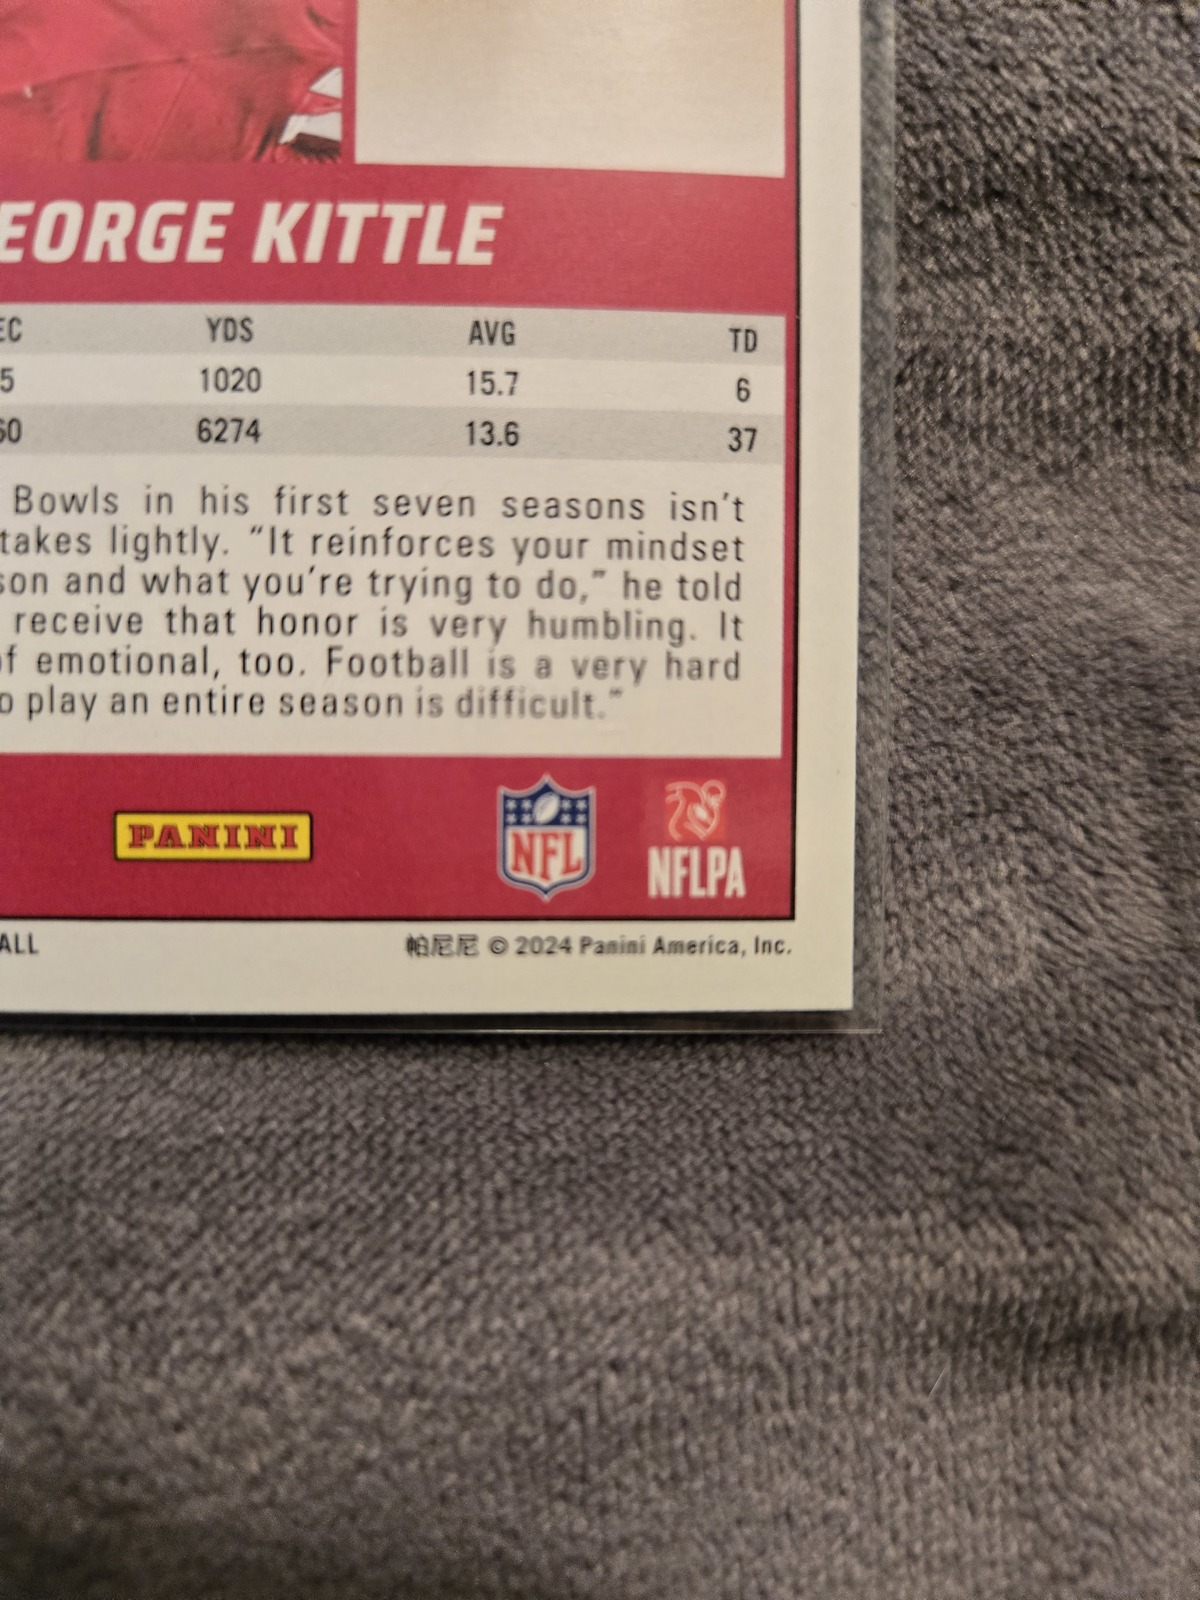 EORGE KITTLE
EC YDS AVG TD
5 1020 15.7 6
60 6274 13.6 37
Bowls in his first seven seasons isn't
takes lightly. "It reinforces your mindset
son and what you're trying to do," he told
receive that honor is very humbling. It
of emotional, too. Football is a very hard
o play an entire season is difficult."
PANINI NFL NFLPA
ALL 帕尼尼 © 2024 Panini America, Inc.